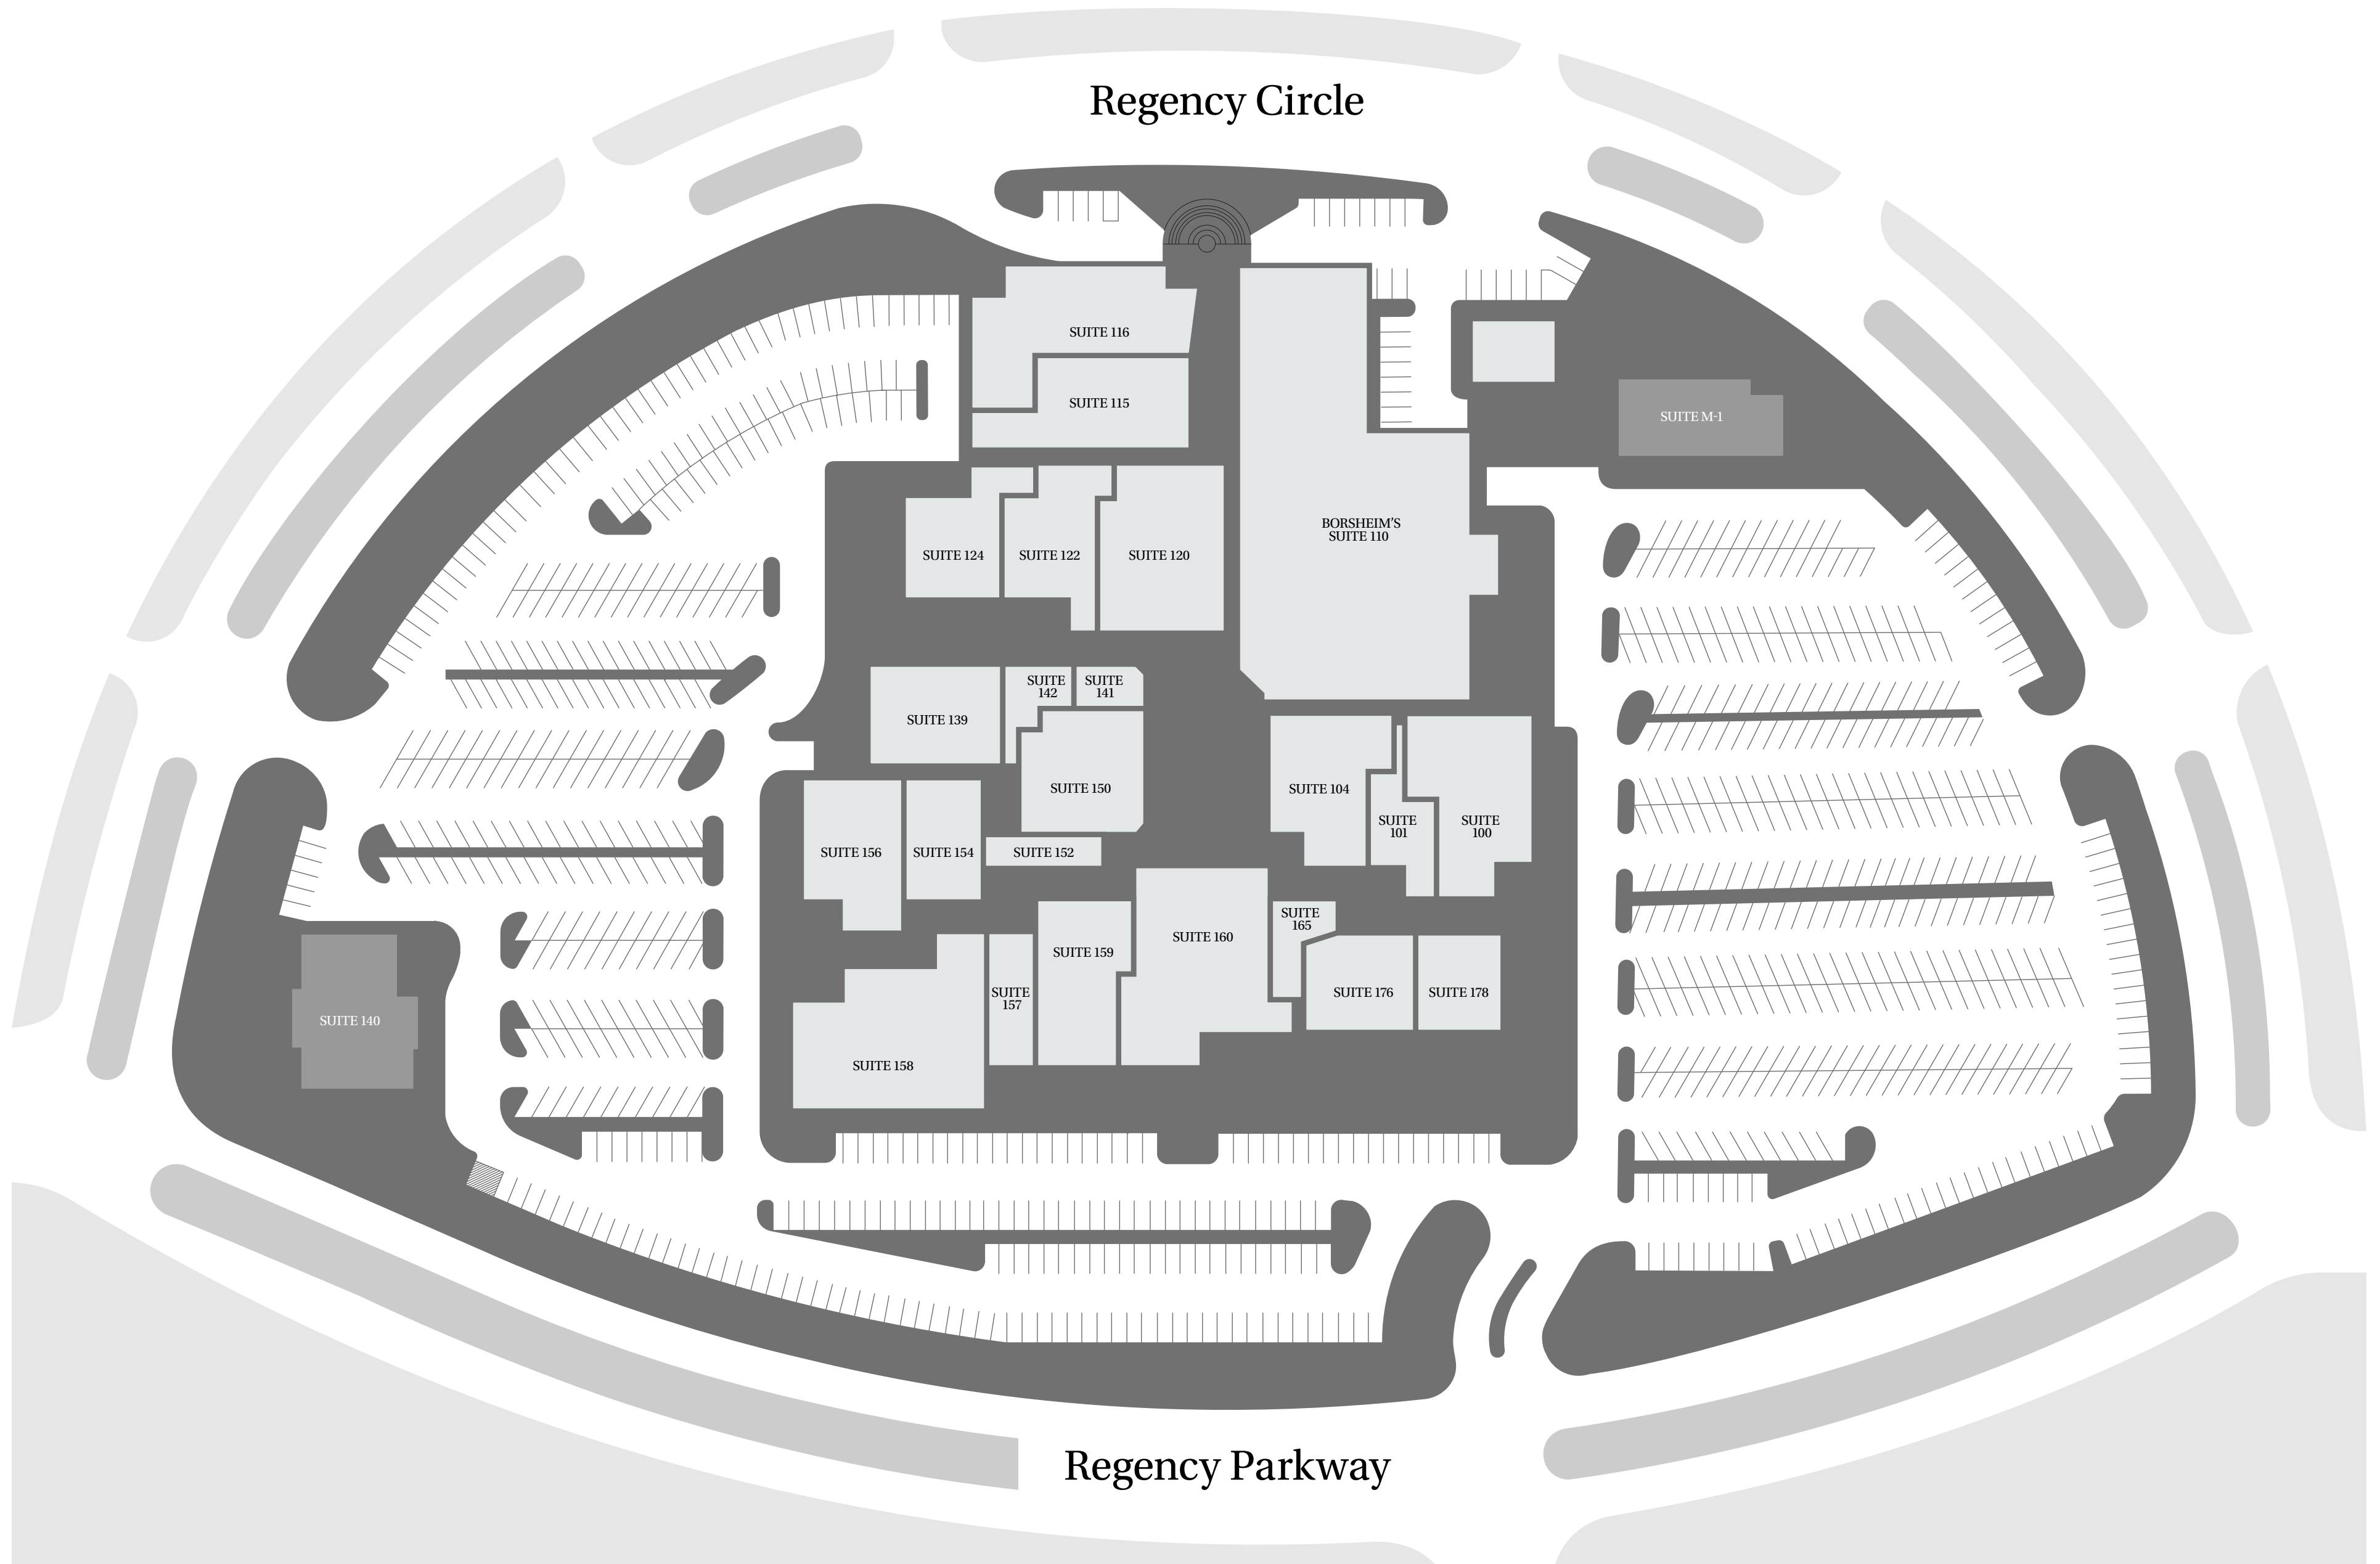 Regency Circle
SUITE 116
SUITE 115
SUITE M-1
BORSHEIM'S
SUITE 110
SUITE 124
SUITE 122
SUITE 120
SUITE
142
SUITE
141
SUITE 139
SUITE 150
SUITE 104
SUITE
101
SUITE
100
SUITE 156
SUITE 154
SUITE 152
SUITE 159
SUITE 160
SUITE
165
SUITE
157
SUITE 176
SUITE 178
SUITE 140
SUITE 158
Regency Parkway